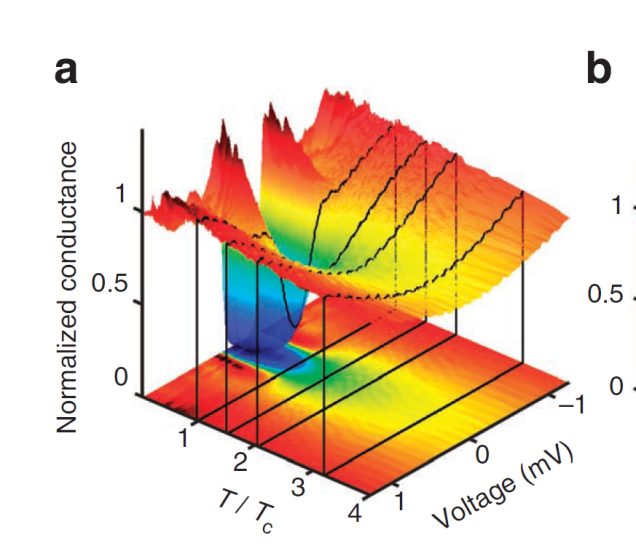 a
b
Normalized conductance
1
0.5
0
1
2
3
4
T / Tc
1
0
–1
Voltage (mV)
1
0.5
0